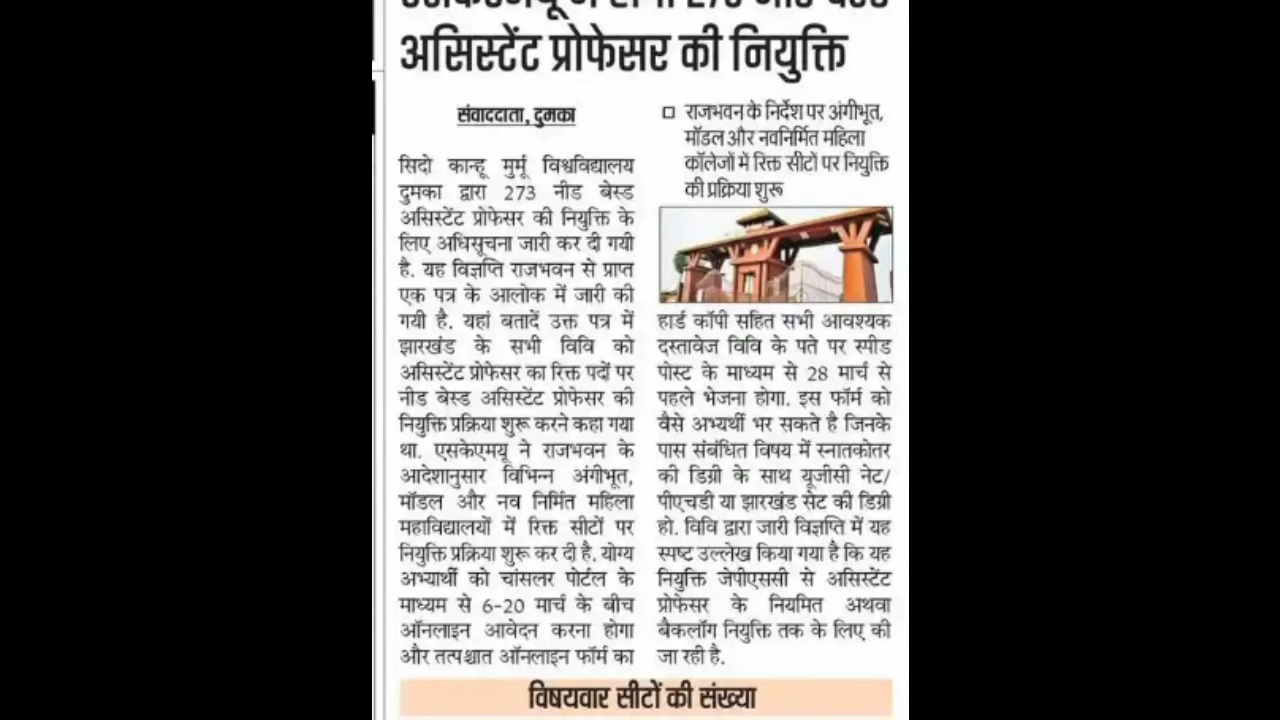 असिस्टेंट प्रोफेसर की नियुक्ति
संवाददाता, दुमका
सिदो कान्हू मुर्मू विश्वविद्यालय
दुमका द्वारा 273 नीड बेस्ड
असिस्टेंट प्रोफेसर की नियुक्ति के
लिए अधिसूचना जारी कर दी गयी
है. यह विज्ञप्ति राजभवन से प्राप्त
एक पत्र के आलोक में जारी की
गयी है. यहां बतादें उक्त पत्र में
झारखंड के सभी विवि को
असिस्टेंट प्रोफेसर का रिक्त पदों पर
नीड बेस्ड असिस्टेंट प्रोफेसर की
नियुक्ति प्रक्रिया शुरू करने कहा गया
था. एसकेएमयू ने राजभवन के
आदेशानुसार विभिन्न अंगीभूत,
मॉडल और नव निर्मित महिला
महाविद्यालयों में रिक्त सीटों पर
नियुक्ति प्रक्रिया शुरू कर दी है. योग्य
अभ्यार्थी को चांसलर पोर्टल के
माध्यम से 6-20 मार्च के बीच
ऑनलाइन आवेदन करना होगा
और तत्पश्चात ऑनलाइन फॉर्म का
राजभवन के निर्देश पर अंगीभूत,
मॉडल और नवनिर्मित महिला
कॉलेजों में रिक्त सीटों पर नियुक्ति
की प्रक्रिया शुरू
हार्ड कॉपी सहित सभी आवश्यक
दस्तावेज विवि के पते पर स्पीड
पोस्ट के माध्यम से 28 मार्च से
पहले भेजना होगा. इस फॉर्म को
वैसे अभ्यर्थी भर सकते है जिनके
पास संबंधित विषय में स्नातकोतर
की डिग्री के साथ यूजीसी नेट/
पीएचडी या झारखंड सेट की डिग्री
हो. विवि द्वारा जारी विज्ञप्ति में यह
स्पष्ट उल्लेख किया गया है कि यह
नियुक्ति जेपीएससी से असिस्टेंट
प्रोफेसर के नियमित अथवा
बैकलॉग नियुक्ति तक के लिए की
जा रही है.
विषयवार सीटों की संख्या